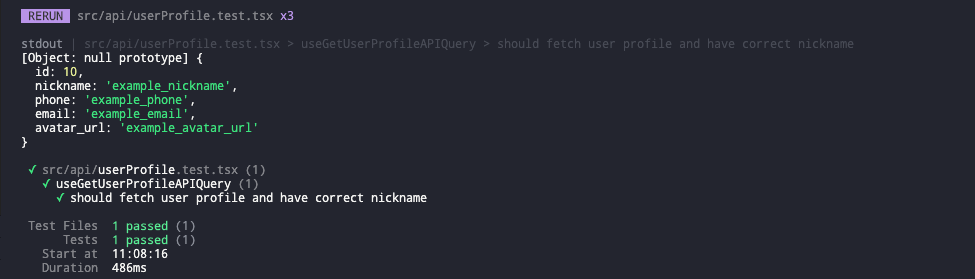 RERUN src/api/userProfile.test.tsx x3
stdout | src/api/userProfile.test.tsx > useGetUserProfileAPIQuery > should fetch user profile and have correct nickname
[Object: null prototype] {
  id: 10,
  nickname: 'example_nickname',
  phone: 'example_phone',
  email: 'example_email',
  avatar_url: 'example_avatar_url'
}
✓ src/api/userProfile.test.tsx (1)
✓ useGetUserProfileAPIQuery (1)
✓ should fetch user profile and have correct nickname
Test Files 1 passed (1)
Tests 1 passed (1)
Start at 11:08:16
Duration 486ms